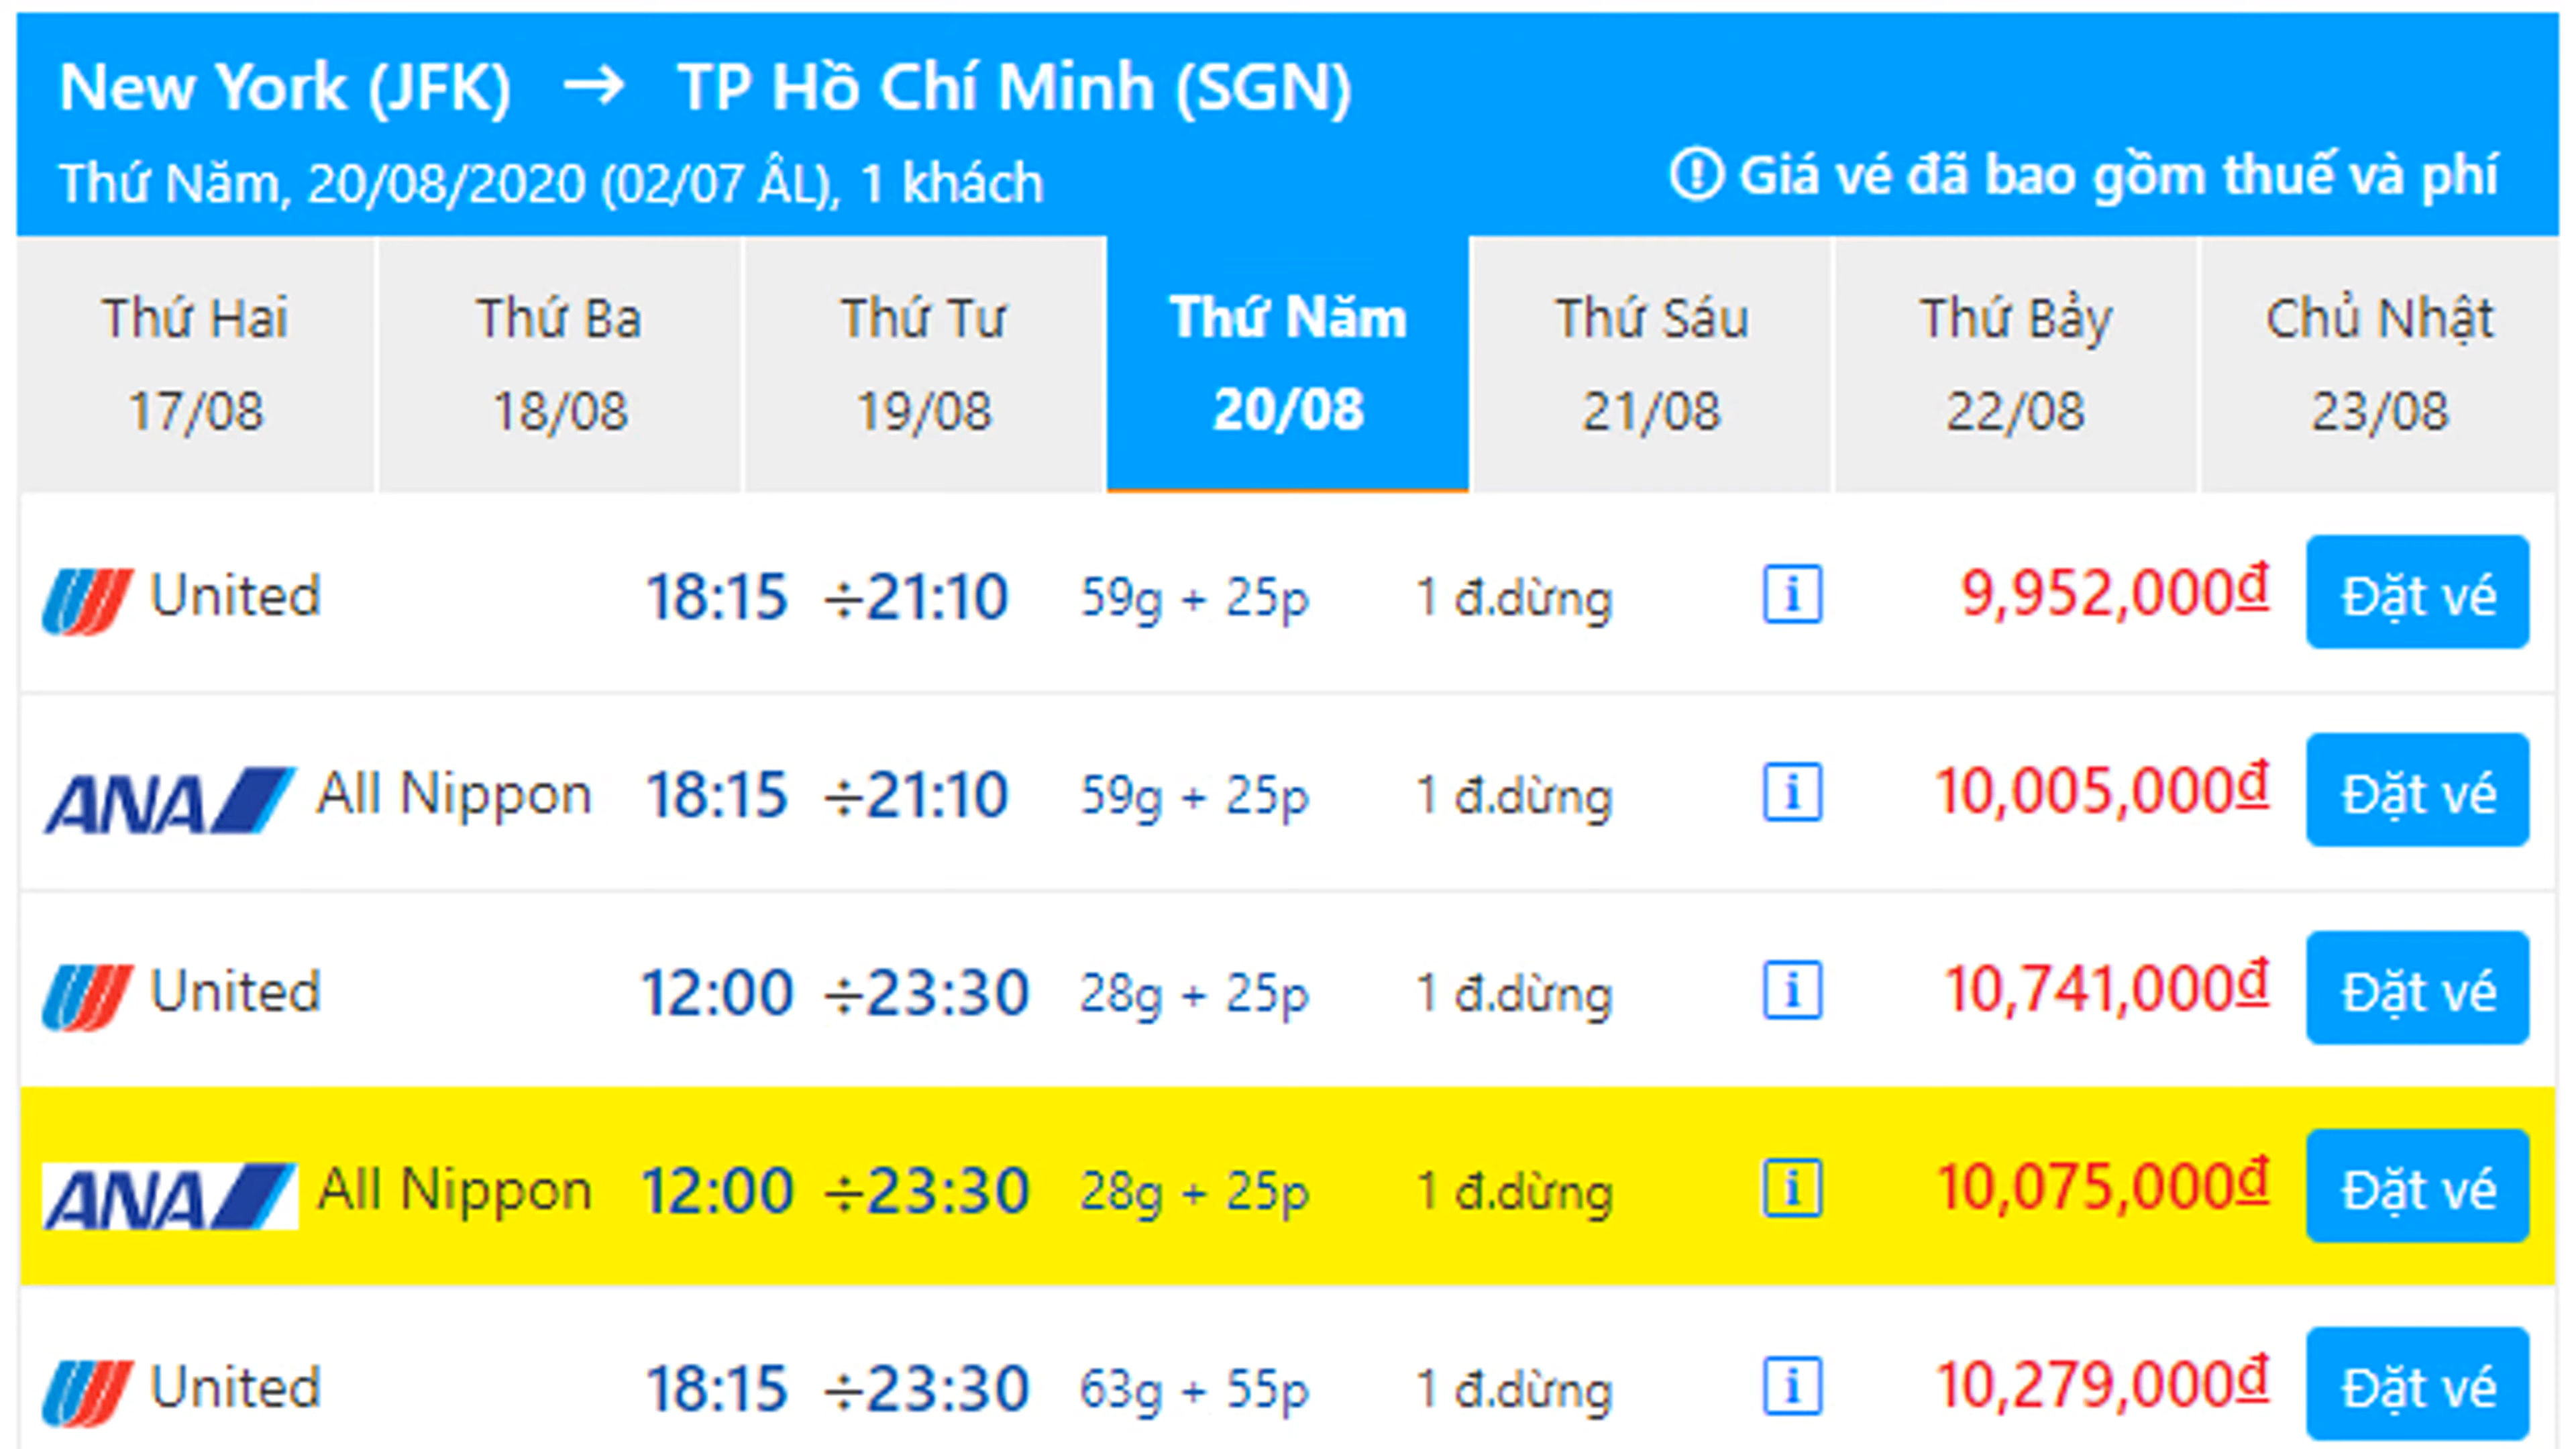 New York (JFK) → TP Hồ Chí Minh (SGN)
Thứ Năm, 20/08/2020 (02/07 ÂL), 1 khách
Giá vé đã bao gồm thuế và phí
Thứ Hai Thứ Ba Thứ Tư Thứ Năm Thứ Sáu Thứ Bảy Chủ Nhật
17/08 18/08 19/08 20/08 21/08 22/08 23/08
United 18:15 ÷21:10 59g + 25p 1 đ.dừng i 9,952,000₫ Đặt vé
ANA All Nippon 18:15 ÷21:10 59g + 25p 1 đ.dừng i 10,005,000₫ Đặt vé
United 12:00 ÷23:30 28g + 25p 1 đ.dừng i 10,741,000₫ Đặt vé
ANA All Nippon 12:00 ÷23:30 28g + 25p 1 đ.dừng i 10,075,000₫ Đặt vé
United 18:15 ÷23:30 63g + 55p 1 đ.dừng i 10,279,000₫ Đặt vé